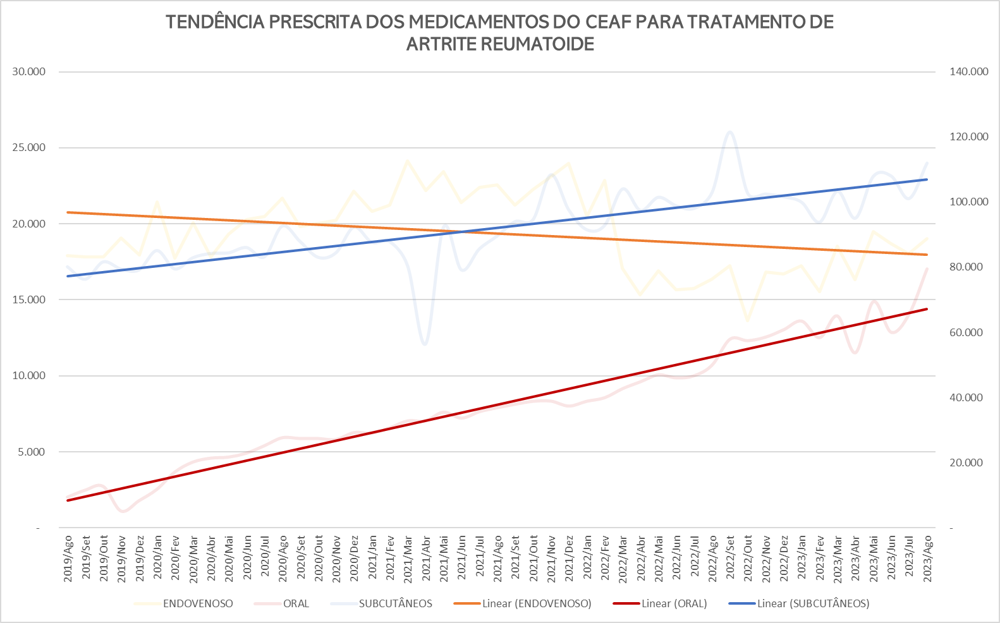 TENDÊNCIA PRESCRITA DOS MEDICAMENTOS DO CEAF PARA TRATAMENTO DE
ARTRITE REUMATOIDE
30.000
25.000
20.000
15.000
10.000
5.000
-
140.000
120.000
100.000
80.000
60.000
40.000
20.000
-
2019/Ago
2019/Set
2019/Out
2019/Nov
2019/Dez
2020/Jan
2020/Fev
2020/Mar
2020/Abr
2020/Mai
2020/Jun
2020/Jul
2020/Ago
2020/Set
2020/Out
2020/Nov
2020/Dez
2021/Jan
2021/Fev
2021/Mar
2021/Abr
2021/Mai
2021/Jun
2021/Jul
2021/Ago
2021/Set
2021/Out
2021/Nov
2021/Dez
2022/Jan
2022/Fev
2022/Mar
2022/Abr
2022/Mai
2022/Jun
2022/Jul
2022/Ago
2022/Set
2022/Out
2022/Nov
2022/Dez
2023/Jan
2023/Fev
2023/Mar
2023/Abr
2023/Mai
2023/Jun
2023/Jul
2023/Ago
ENDOVENOSO
ORAL
SUBCUTÂNEOS
Linear (ENDOVENOSO)
Linear (ORAL)
Linear (SUBCUTÂNEOS)